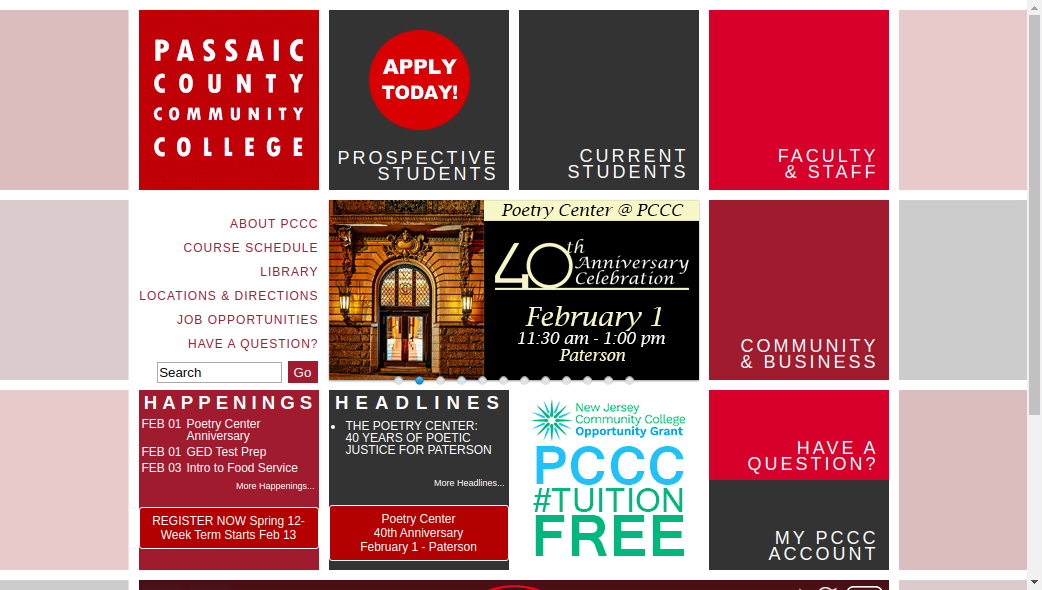 PASSAIC
COUNTY
COMMUNITY
COLLEGE
APPLY
TODAY!
PROSPECTIVE
STUDENTS
CURRENT
STUDENTS
FACULTY
& STAFF
ABOUT PCCC
COURSE SCHEDULE
LIBRARY
LOCATIONS & DIRECTIONS
JOB OPPORTUNITIES
HAVE A QUESTION?
Search
Go
Poetry Center @ PCCC
40th
Anniversary
Celebration
February 1
11:30 am - 1:00 pm
Paterson
COMMUNITY
& BUSINESS
HAPPENINGS
FEB 01 Poetry Center
Anniversary
FEB 01 GED Test Prep
FEB 03 Intro to Food Service
More Happenings...
REGISTER NOW Spring 12-
Week Term Starts Feb 13
HEADLINES
THE POETRY CENTER:
40 YEARS OF POETIC
JUSTICE FOR PATERSON
More Headlines...
Poetry Center
40th Anniversary
February 1 - Paterson
New Jersey
Community College
Opportunity Grant
PCCC
#TUITION
FREE
HAVE A
QUESTION?
MY PCCC
ACCOUNT